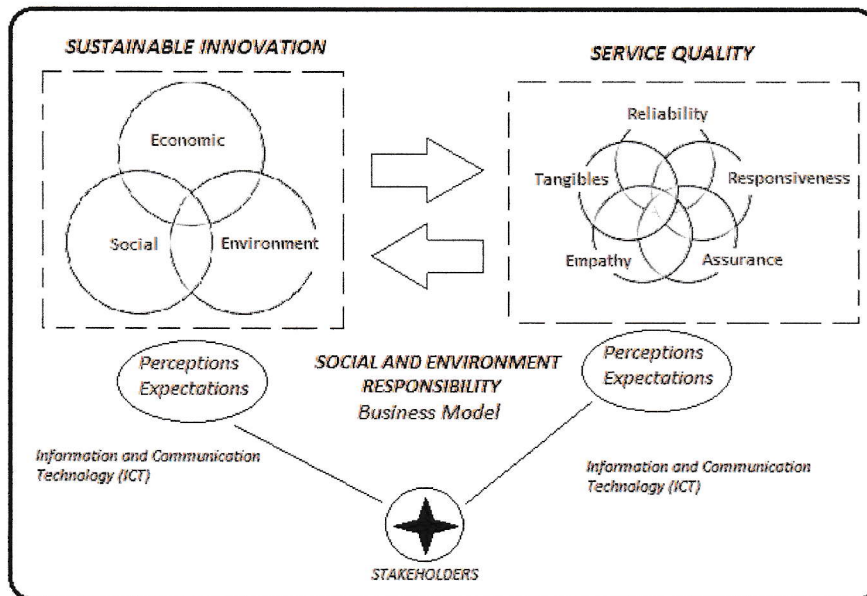 SUSTAINABLE INNOVATION
SERVICE QUALITY
Economic
Social
Environment
Reliability
Tangibles
Responsiveness
Empathy
Assurance
Perceptions
Expectations
SOCIAL AND ENVIRONMENT
RESPONSIBILITY
Business Model
Perceptions
Expectations
Information and Communication
Technology (ICT)
Information and Communication
Technology (ICT)
STAKEHOLDERS